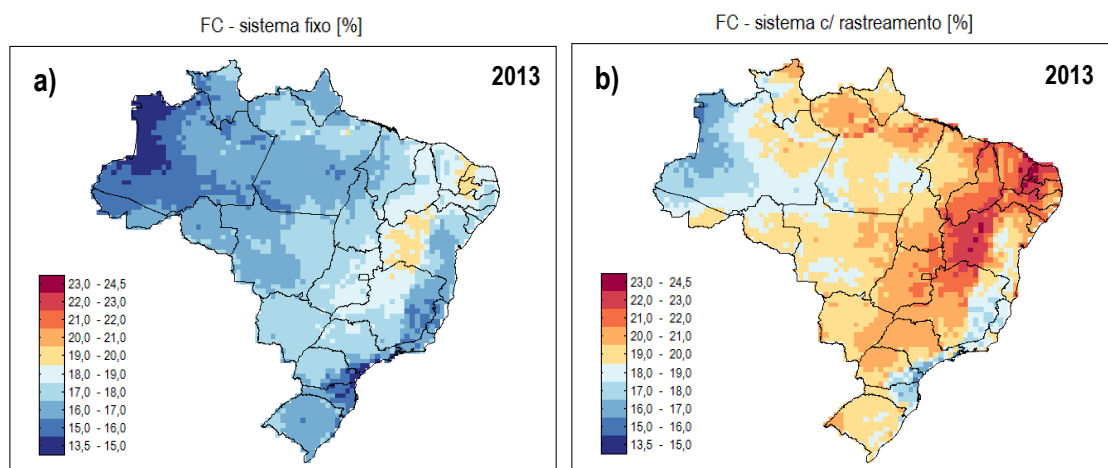 FC - sistema fixo [%]
a)
2013
23,0 - 24,5
22,0 - 23,0
21,0 - 22,0
20,0 - 21,0
19,0 - 20,0
18,0 - 19,0
17,0 - 18,0
16,0 - 17,0
15,0 - 16,0
13,5 - 15,0
FC - sistema c/ rastreamento [%]
b)
2013
23,0 - 24,5
22,0 - 23,0
21,0 - 22,0
20,0 - 21,0
19,0 - 20,0
18,0 - 19,0
17,0 - 18,0
16,0 - 17,0
15,0 - 16,0
13,5 - 15,0